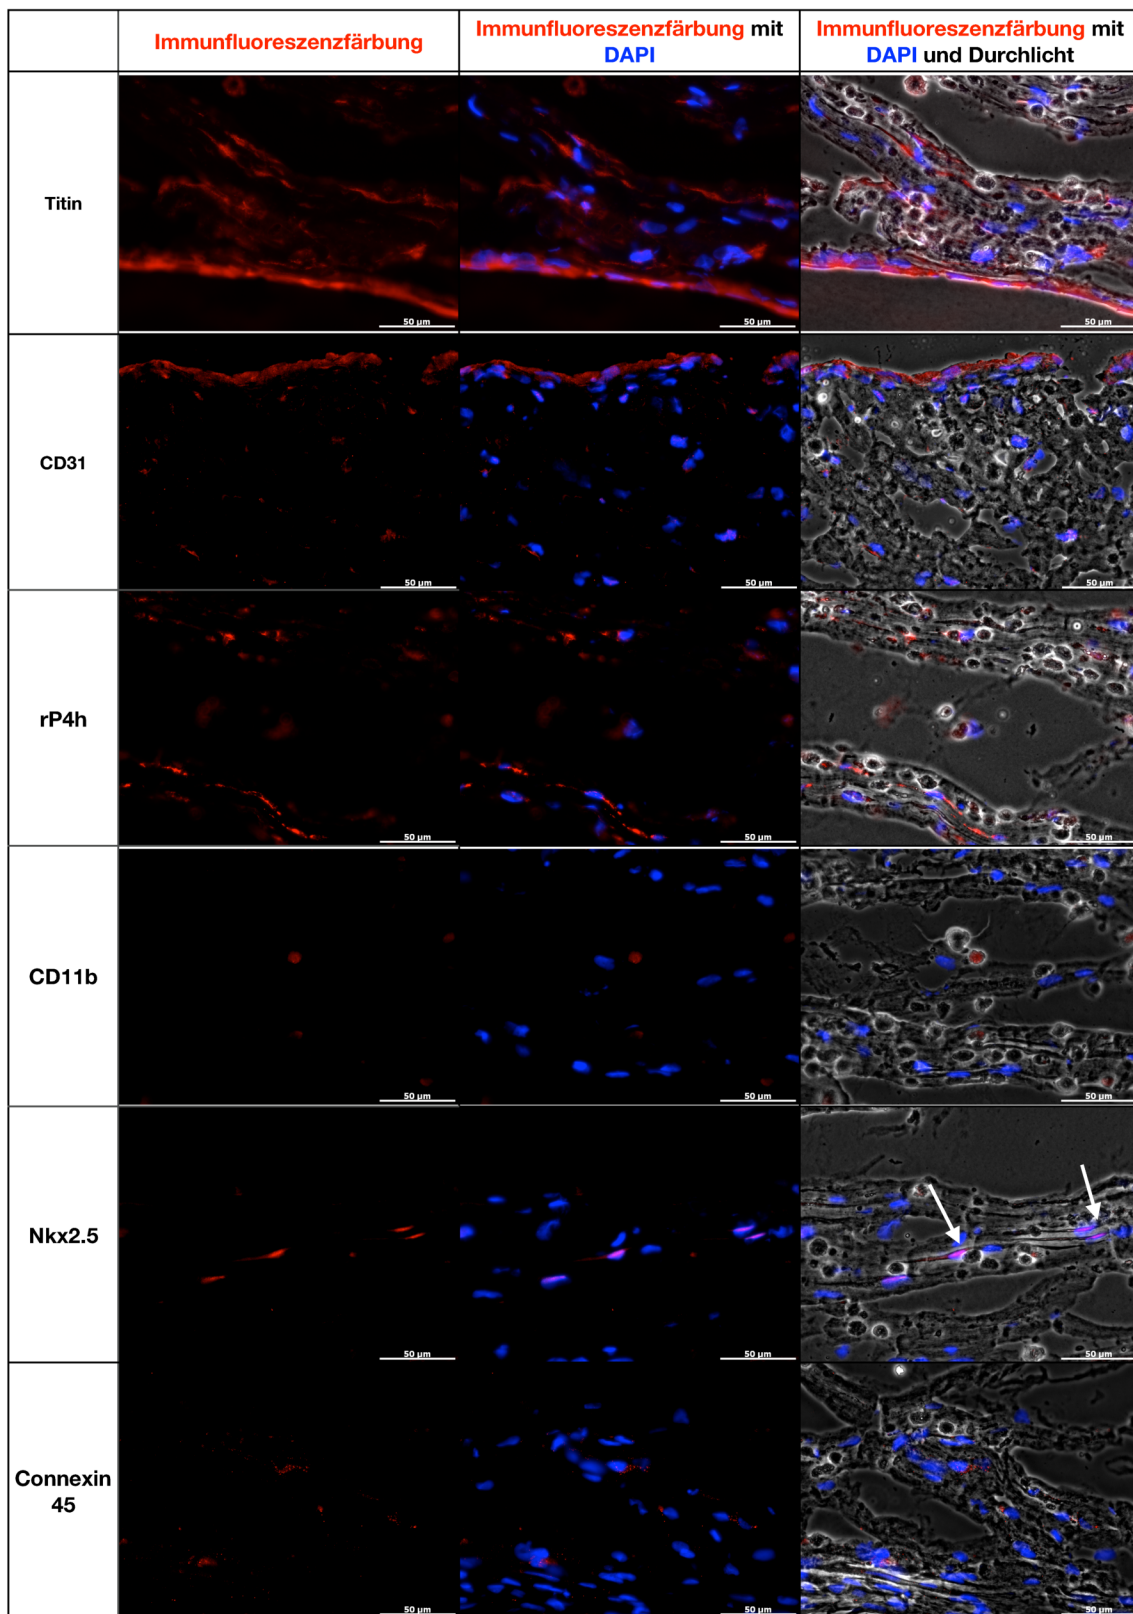 Immunfluoreszenzfärbung
Immunfluoreszenzfärbung mit
DAPI
Immunfluoreszenzfärbung mit
DAPI und Durchlicht
Titin
50 µm
50 µm
50 µm
CD31
50 µm
50 µm
50 µm
rP4h
50 µm
50 µm
50 µm
CD11b
50 µm
50 µm
50 µm
Nkx2.5
50 µm
50 µm
50 µm
Connexin
45
50 µm
50 µm
50 µm